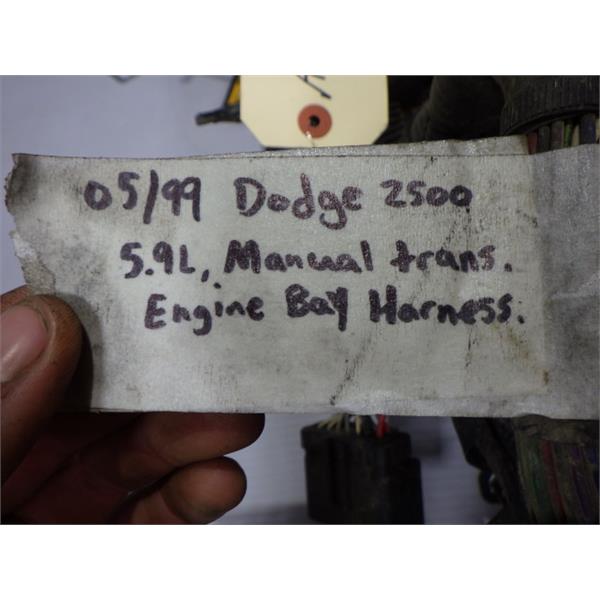 05/99 Dodge 2500
5.9L, Manual trans.
Engine Bay Harness.